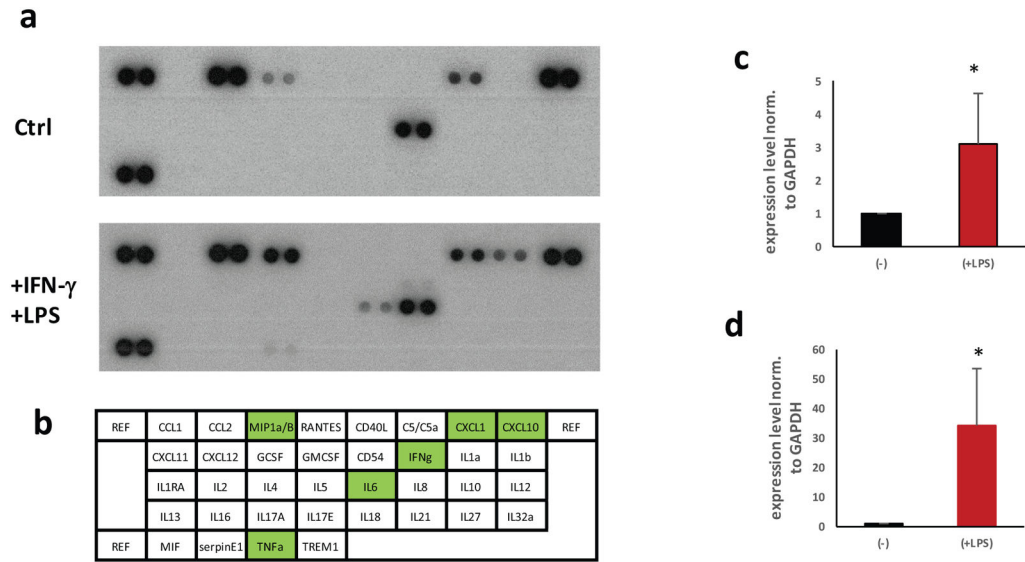 a
Ctrl
+IFN-γ
+LPS
b
REF CCL1 CCL2 MIP1a/B RANTES CD40L C5/C5a CXCL1 CXCL10 REF
CXCL11 CXCL12 GCSF GMCSF CD54 IFNg IL1a IL1b
IL1RA IL2 IL4 IL5 IL6 IL8 IL10 IL12
IL13 IL16 IL17A IL17E IL18 IL21 IL27 IL32a
REF MIF serpinE1 TNFa TREM1
c
expression level norm.
to GAPDH
5
4
3
2
1
0
*
(-) (+LPS)
d
expression level norm.
to GAPDH
60
50
40
30
20
10
0
*
(-) (+LPS)